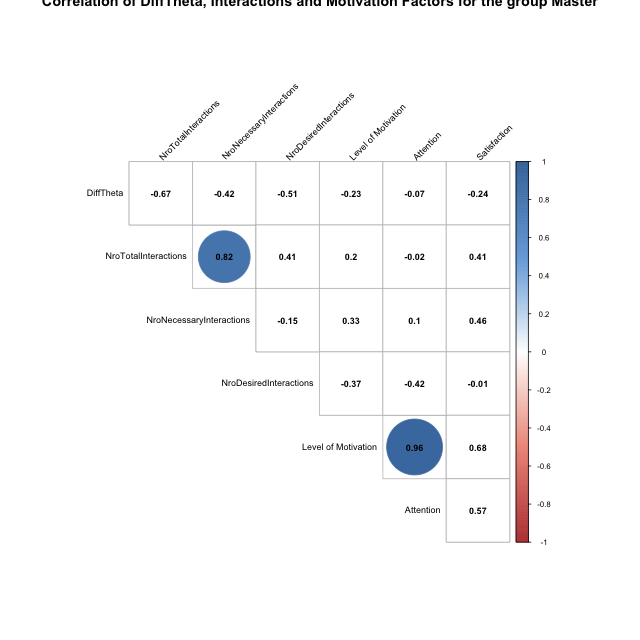 Correlation of DiffTheta, Interactions and Motivation Factors for the group Master
NroTotalInteractions
NroNecessaryInteractions
NroDesiredInteractions
Level of Motivation
Attention
Satisfaction
DiffTheta -0.67 -0.42 -0.51 -0.23 -0.07 -0.24
NroTotalInteractions 0.82 0.41 0.2 -0.02 0.41
NroNecessaryInteractions -0.15 0.33 0.1 0.46
NroDesiredInteractions -0.37 -0.42 -0.01
Level of Motivation 0.96 0.68
Attention 0.57
1
0.8
0.6
0.4
0.2
0
-0.2
-0.4
-0.6
-0.8
-1